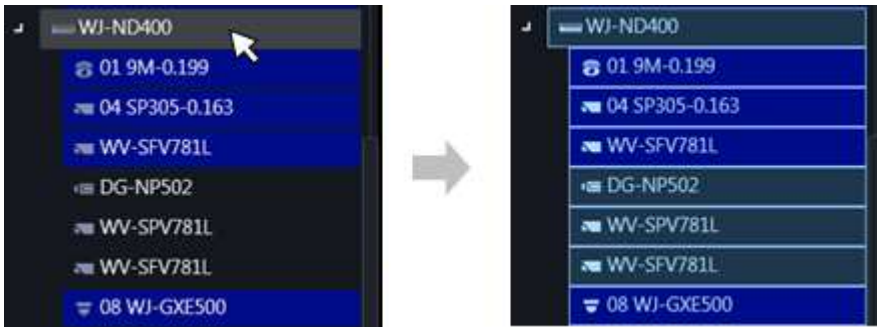 WJ-ND400
01 9M-0.199
04 SP305-0.163
WV-SFV781L
DG-NP502
WV-SPV781L
WV-SFV781L
08 WJ-GXE500
WJ-ND400
01 9M-0.199
04 SP305-0.163
WV-SFV781L
DG-NP502
WV-SPV781L
WV-SFV781L
08 WJ-GXE500